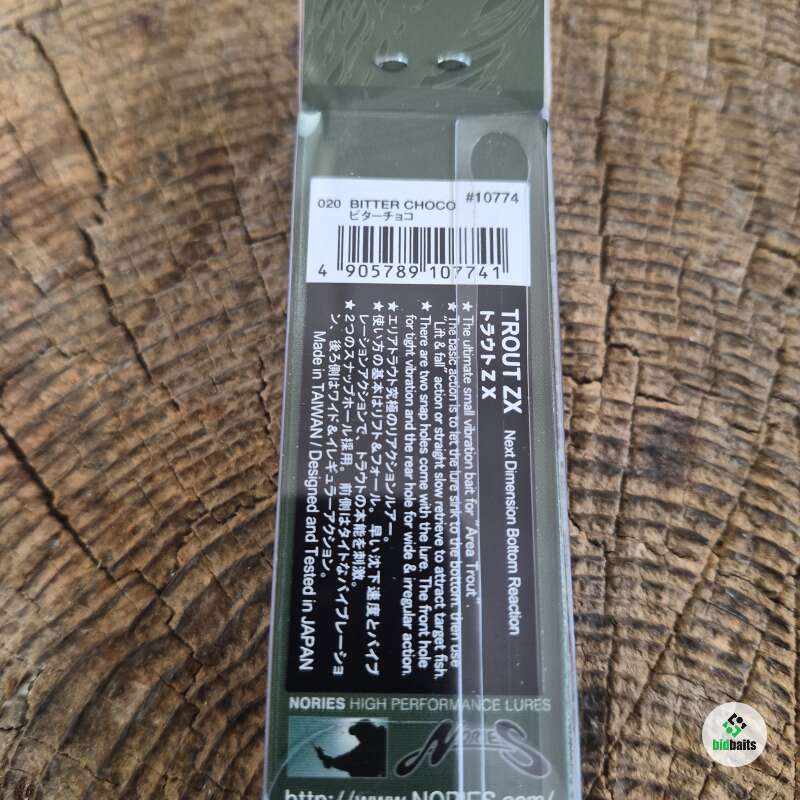 020 BITTER CHOCO #10774
ビターチョコ
4 905789 107741
TROUT ZX Next Dimension Bottom Reaction
トラウトZX
★ The ultimate small vibration bait for "Area Trout".
★ The basic action is to let the lure sink to the bottom, then use
"Lift & fall" action or straight slow retrieve to attract target fish.
★ There are two snap holes come with the lure. The front hole
for tight vibration and the rear hole for wide & irregular action.
★ エリアトラウト究極のリアクションルアー。
★ 使い方の基本はリフト&フォール。早い沈下速度とバイブ
レーションアクションで、トラウトの本能を刺激。
★ 2つのスナップホール採用。前側はタイトなバイブレーショ
ン、後ろ側はワイド&イレギュラーアクション。
Made in TAIWAN / Designed and Tested in JAPAN
NORIES HIGH PERFORMANCE LURES
NORIES
http://www.NORIES.com/
bidbaits